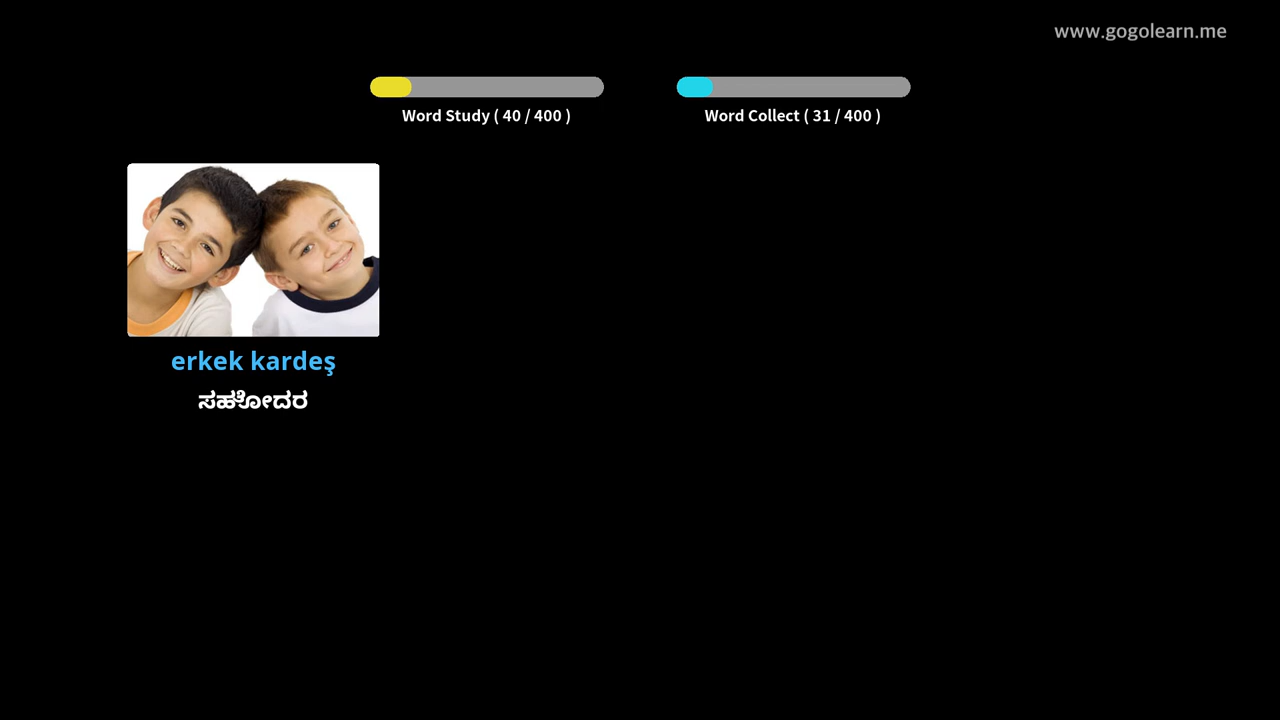 www.gogolearn.me
Word Study ( 40 / 400 )
Word Collect ( 31 / 400 )
erkek kardeş
ಸಹೋದರ